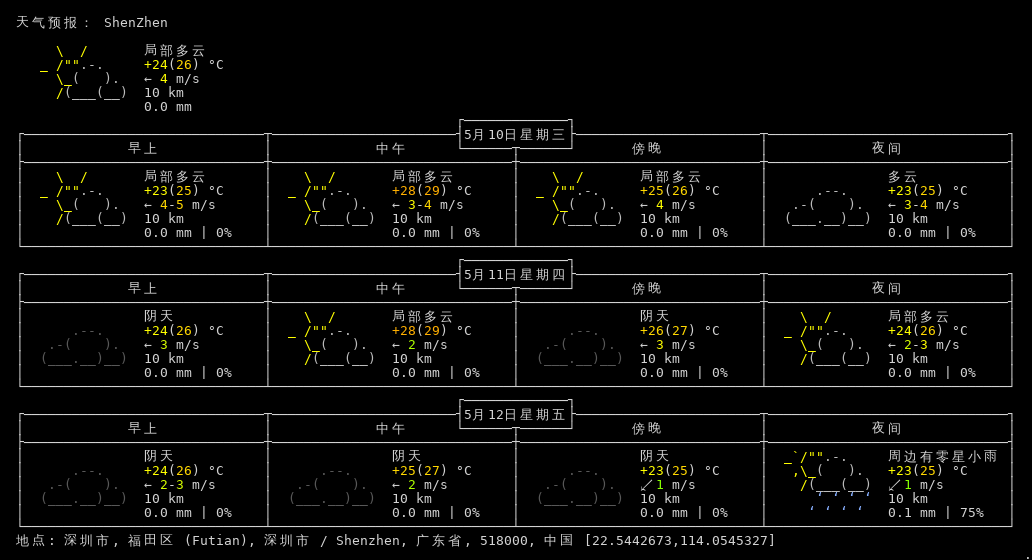 天气预报： ShenZhen
局部多云
+24(26) °C
← 4 m/s
10 km
0.0 mm
5月10日星期三
早上 中午 傍晚 夜间
局部多云 局部多云 局部多云 多云
+23(25) °C +28(29) °C +25(26) °C +23(25) °C
← 4-5 m/s ← 3-4 m/s ← 4 m/s ← 3-4 m/s
10 km 10 km 10 km 10 km
0.0 mm | 0% 0.0 mm | 0% 0.0 mm | 0% 0.0 mm | 0%
5月11日星期四
早上 中午 傍晚 夜间
阴天 局部多云 阴天 局部多云
+24(26) °C +28(29) °C +26(27) °C +24(26) °C
← 3 m/s ← 2 m/s ← 3 m/s ← 2-3 m/s
10 km 10 km 10 km 10 km
0.0 mm | 0% 0.0 mm | 0% 0.0 mm | 0% 0.0 mm | 0%
5月12日星期五
早上 中午 傍晚 夜间
阴天 阴天 阴天 周边有零星小雨
+24(26) °C +25(27) °C +23(25) °C +23(25) °C
← 2-3 m/s ← 2 m/s ↙ 1 m/s ↙ 1 m/s
10 km 10 km 10 km 10 km
0.0 mm | 0% 0.0 mm | 0% 0.0 mm | 0% 0.1 mm | 75%
地点: 深圳市, 福田区 (Futian), 深圳市 / Shenzhen, 广东省, 518000, 中国 [22.5442673,114.0545327]